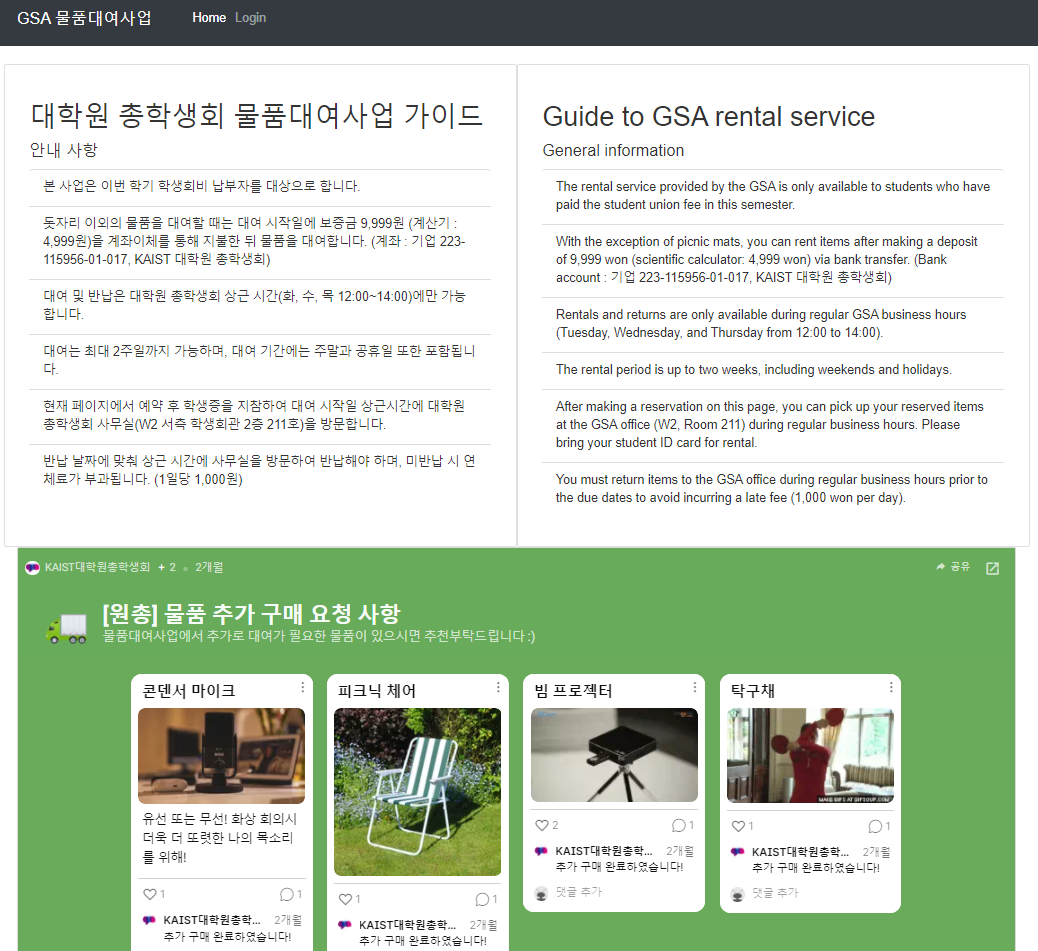 GSA 물품대여사업
Home Login
대학원 총학생회 물품대여사업 가이드
안내 사항
본 사업은 이번 학기 학생회비 납부자를 대상으로 합니다.
돗자리 이외의 물품을 대여할 때는 대여 시작일에 보증금 9,999원 (계산기 :
4,999원)을 계좌이체를 통해 지불한 뒤 물품을 대여합니다. (계좌 : 기업 223-
115956-01-017, KAIST 대학원 총학생회)
대여 및 반납은 대학원 총학생회 상근 시간(화, 수, 목 12:00~14:00)에만 가능
합니다.
대여는 최대 2주일까지 가능하며, 대여 기간에는 주말과 공휴일 또한 포함됩니
다.
현재 페이지에서 예약 후 학생증을 지참하여 대여 시작일 상근시간에 대학원
총학생회 사무실(W2 서측 학생회관 2층 211호)을 방문합니다.
반납 날짜에 맞춰 상근 시간에 사무실을 방문하여 반납해야 하며, 미반납 시 연
체료가 부과됩니다. (1일당 1,000원)
Guide to GSA rental service
General information
The rental service provided by the GSA is only available to students who have
paid the student union fee in this semester.
With the exception of picnic mats, you can rent items after making a deposit
of 9,999 won (scientific calculator: 4,999 won) via bank transfer. (Bank
account : 기업 223-115956-01-017, KAIST 대학원 총학생회)
Rentals and returns are only available during regular GSA business hours
(Tuesday, Wednesday, and Thursday from 12:00 to 14:00).
The rental period is up to two weeks, including weekends and holidays.
After making a reservation on this page, you can pick up your reserved items
at the GSA office (W2, Room 211) during regular business hours. Please
bring your student ID card for rental.
You must return items to the GSA office during regular business hours prior to
the due dates to avoid incurring a late fee (1,000 won per day).
KAIST대학원총학생회 + 2 2개월
공유
[원총] 물품 추가 구매 요청 사항
물품대여사업에서 추가로 대여가 필요한 물품이 있으시면 추천부탁드립니다 :)
콘덴서 마이크
유선 또는 무선! 화상 회의시
더욱 더 또렷한 나의 목소리
를 위해!
1 1
KAIST대학원총학... 2개월
추가 구매 완료하였습니다!
피크닉 체어
1 1
KAIST대학원총학... 2개월
추가 구매 완료하였습니다!
빔 프로젝터
2 1
KAIST대학원총학... 2개월
추가 구매 완료하였습니다!
댓글 추가
탁구채
MAKE GIFS AT GIFSOUP.COM
1 1
KAIST대학원총학... 2개월
추가 구매 완료하였습니다!
댓글 추가